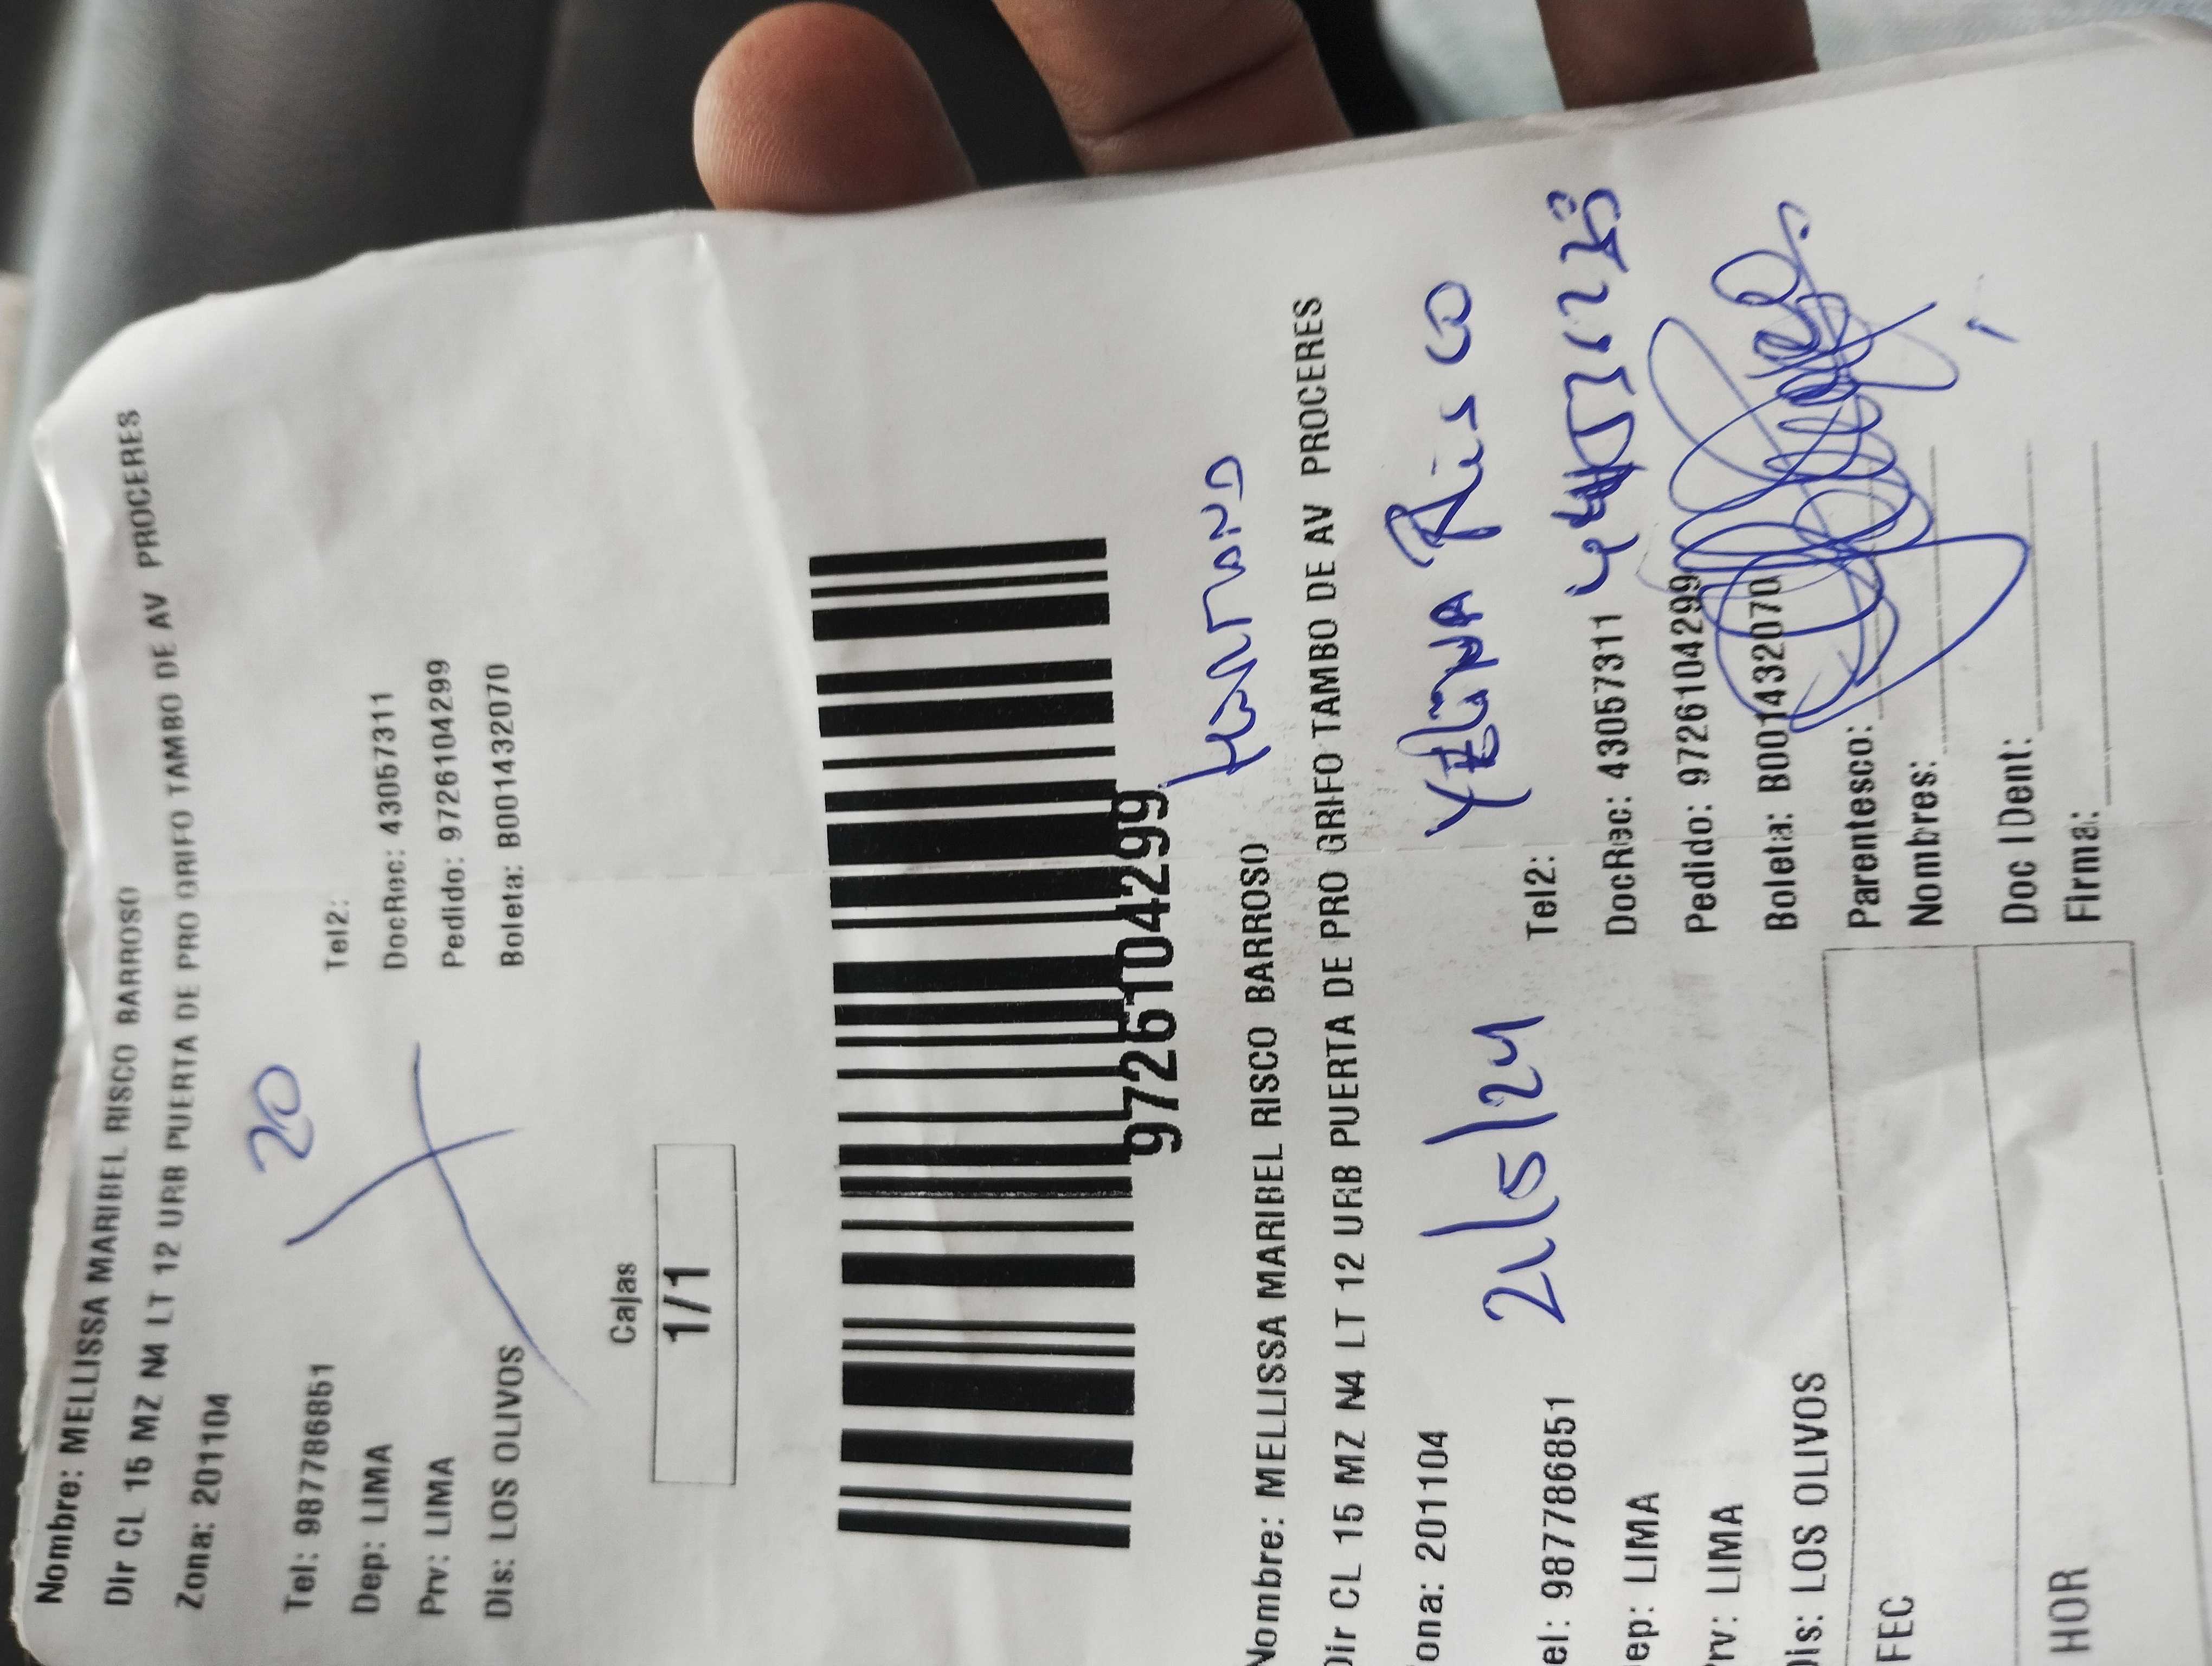 Nombre: MELLISSA MARIBEL RISCO BARROSO
Dir CL 15 MZ N4 LT 12 URB PUERTA DE PRO GRIFO TAMBO DE AV PROCERES
Zona: 201104
20
Tel: 987786851
Tel2:
Dep: LIMA
DocRec: 43057311
Prv: LIMA
Pedido: 9726104299
Dis: LOS OLIVOS
Boleta: B001432070
Cajas
1/1
9726104299
Nombre: MELLISSA MARIBEL RISCO BARROSO
Dir CL 15 MZ N4 LT 12 URB PUERTA DE PRO GRIFO TAMBO DE AV PROCERES
ona: 201104
21/5/24
Risco
el: 987786851
Tel2:
ep: LIMA
DocRec: 43057311
rv: LIMA
Pedido: 9726104299
Dis: LOS OLIVOS
Boleta: B001432070
FEC
Parentesco:
Nombres:
HOR
Doc IDent:
Firma: